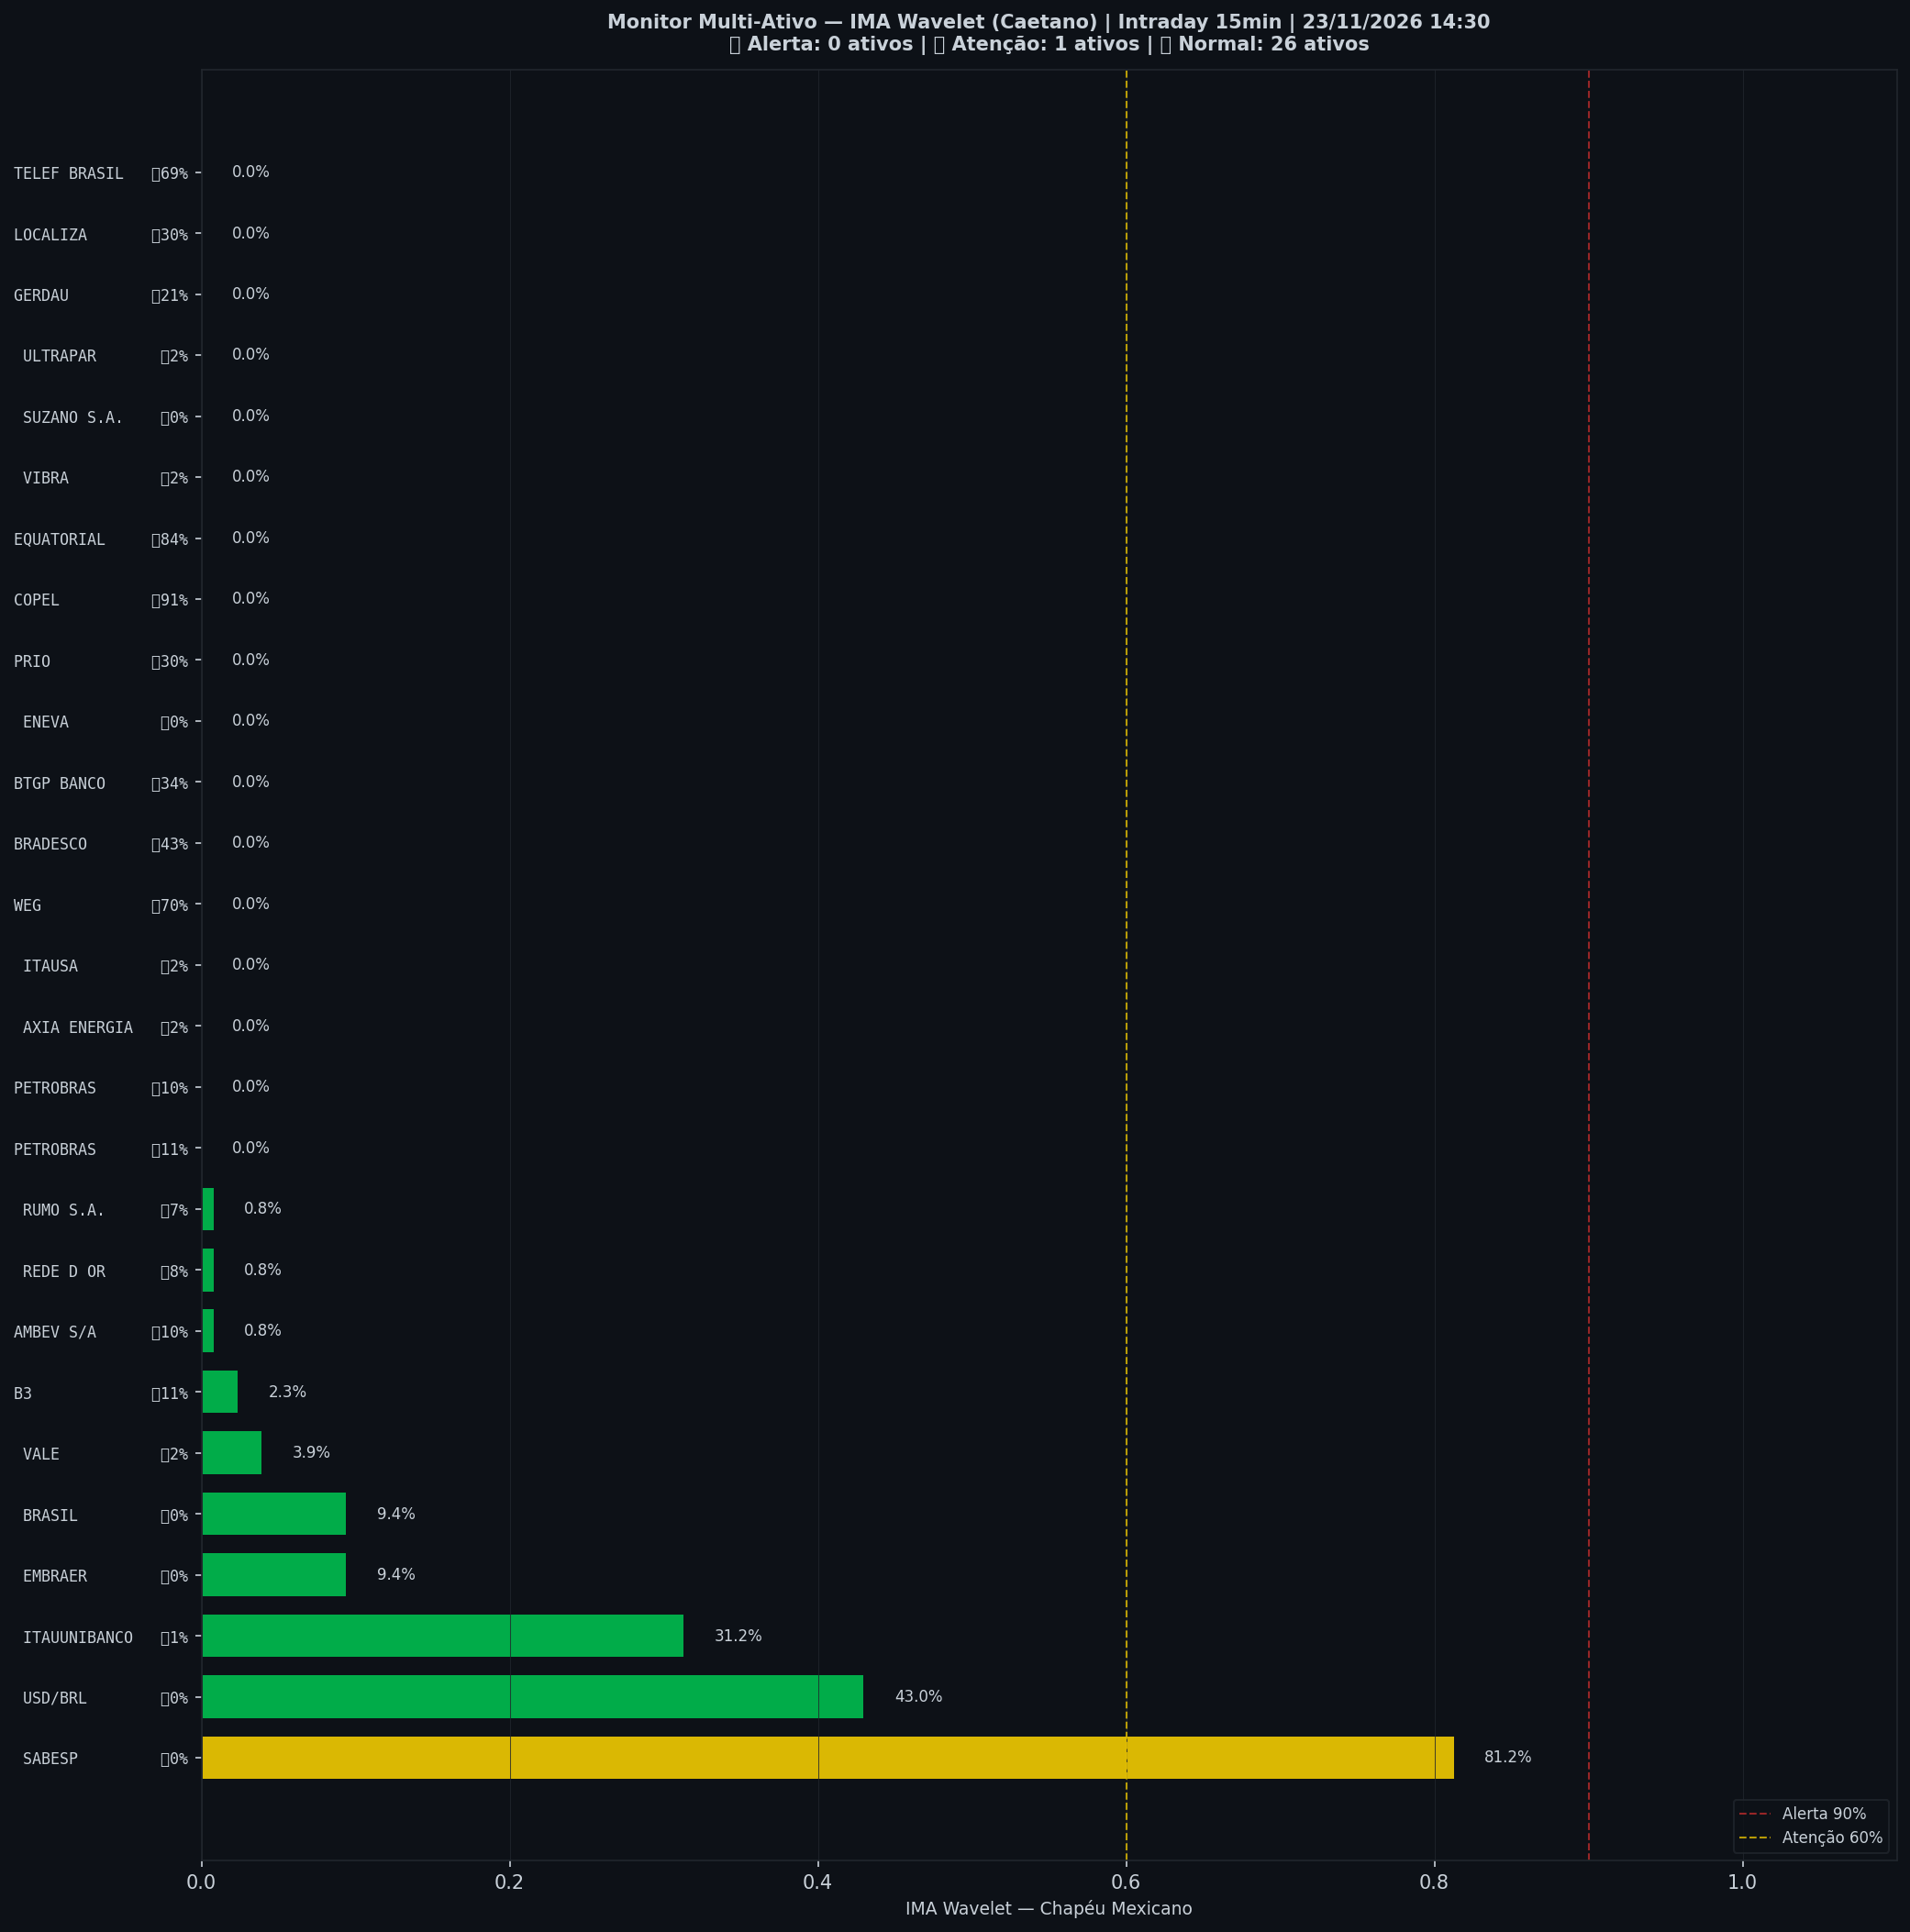 Monitor Multi-Ativo — IMA Wavelet (Caetano) | Intraday 15min | 23/11/2026 14:30
▯ Alerta: 0 ativos | ▯ Atenção: 1 ativos | ▯ Normal: 26 ativos
TELEF BRASIL ▯69% 0.0%
LOCALIZA ▯30% 0.0%
GERDAU ▯21% 0.0%
ULTRAPAR ▯2% 0.0%
SUZANO S.A. ▯0% 0.0%
VIBRA ▯2% 0.0%
EQUATORIAL ▯84% 0.0%
COPEL ▯91% 0.0%
PRIO ▯30% 0.0%
ENEVA ▯0% 0.0%
BTGP BANCO ▯34% 0.0%
BRADESCO ▯43% 0.0%
WEG ▯70% 0.0%
ITAUSA ▯2% 0.0%
AXIA ENERGIA ▯2% 0.0%
PETROBRAS ▯10% 0.0%
PETROBRAS ▯11% 0.0%
RUMO S.A. ▯7% 0.8%
REDE D OR ▯8% 0.8%
AMBEV S/A ▯10% 0.8%
B3 ▯11% 2.3%
VALE ▯2% 3.9%
BRASIL ▯0% 9.4%
EMBRAER ▯0% 9.4%
ITAUUNIBANCO ▯1% 31.2%
USD/BRL ▯0% 43.0%
SABESP ▯0% 81.2%
Alerta 90%
Atenção 60%
0.0 0.2 0.4 0.6 0.8 1.0
IMA Wavelet — Chapéu Mexicano